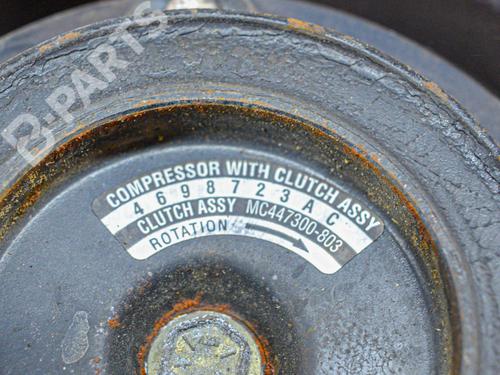 B-PARTS
COMPRESSOR WITH CLUTCH ASSY
4698723AC
CLUTCH ASSY MC447300-803
ROTATION